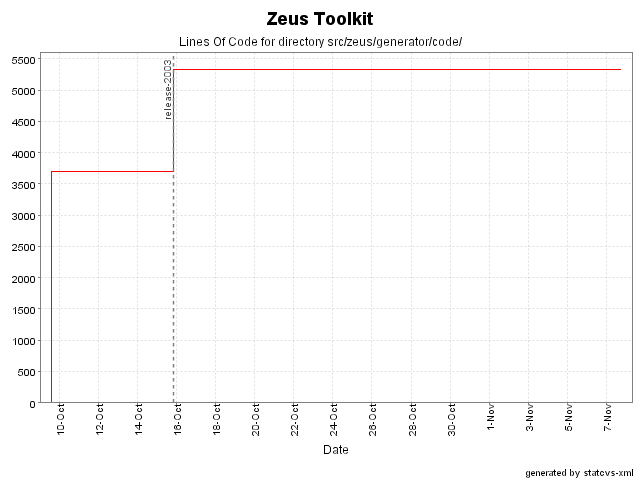 Zeus Toolkit
Lines Of Code for directory src/zeus/generator/code/
5500
5000
4500
4000
3500
3000
2500
2000
1500
1000
500
0
release-2003
10-Oct
12-Oct
14-Oct
16-Oct
18-Oct
20-Oct
22-Oct
24-Oct
26-Oct
28-Oct
30-Oct
1-Nov
3-Nov
5-Nov
7-Nov
Date
generated by statcvs-xml